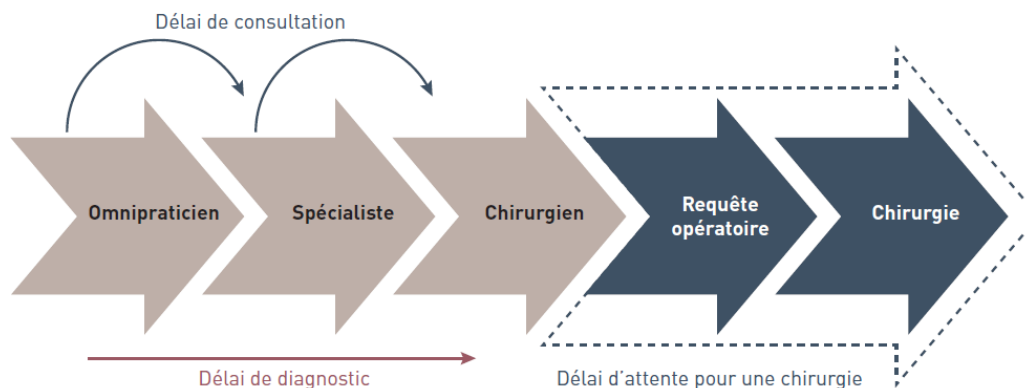 Délai de consultation
Omnipraticien
Spécialiste
Chirurgien
Requête
opératoire
Chirurgie
Délai de diagnostic
Délai d'attente pour une chirurgie